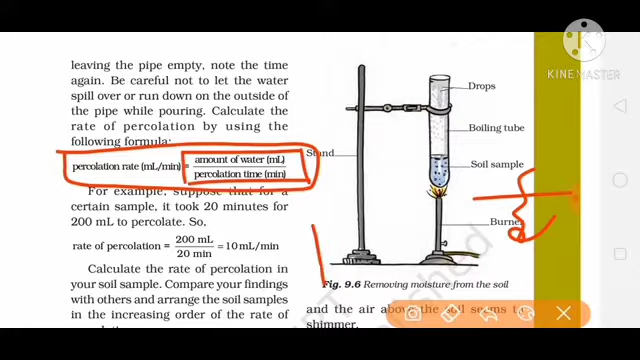 leaving the pipe empty, note the time
again. Be careful not to let the water
spill over or run down on the outside of
the pipe while pouring. Calculate the
rate of percolation by using the
following formula:
percolation rate (mL/min) = amount of water (mL)
percolation time (min)
For example, suppose that for a
certain sample, it took 20 minutes for
200 mL to percolate. So,
rate of percolation = 200 mL
20 min = 10 mL/min
Calculate the rate of percolation in
your soil sample. Compare your findings
with others and arrange the soil samples
in the increasing order of the rate of
Drops
Boiling tube
Stand
Soil sample
Burner
Fig. 9.6 Removing moisture from the soil
and the air above the soil seems to
shimmer.
KINEMASTER